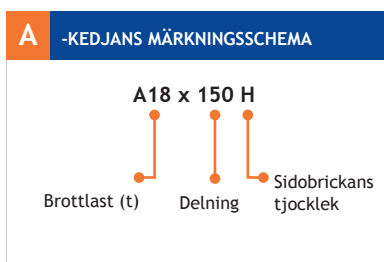 A -KEDJANS MÄRKNINGSSCHEMA
A18 x 150 H
Brottlast (t)
Delning
Sidobrickans
tjocklek